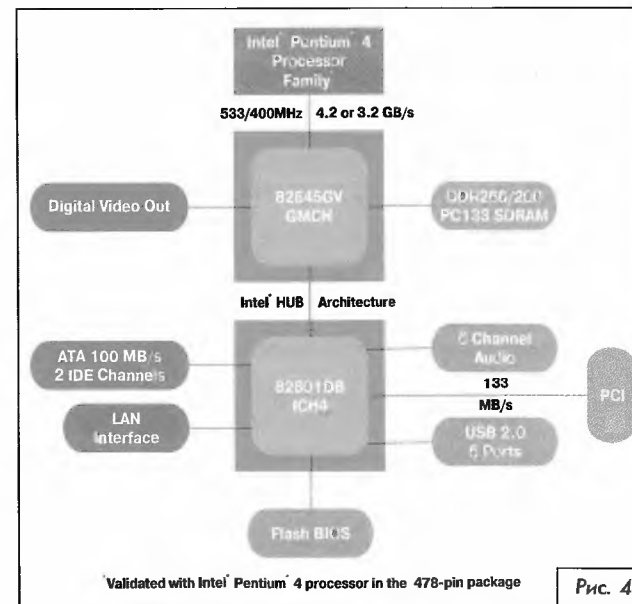 Intel® Pentium® 4
Processor
Family
533/400MHz 4.2 or 3.2 GB/s
82845GV
GMCH
Digital Video Out
DDR266/200
PC133 SDRAM
Intel® HUB Architecture
ATA 100 MB/s
2 IDE Channels
82801DB
ICH4
6 Channel
Audio
133
MB/s
PCI
LAN
Interface
USB 2.0
6 Ports
Flash BIOS
*Validated with Intel® Pentium® 4 processor in the 478-pin package
Рис. 4